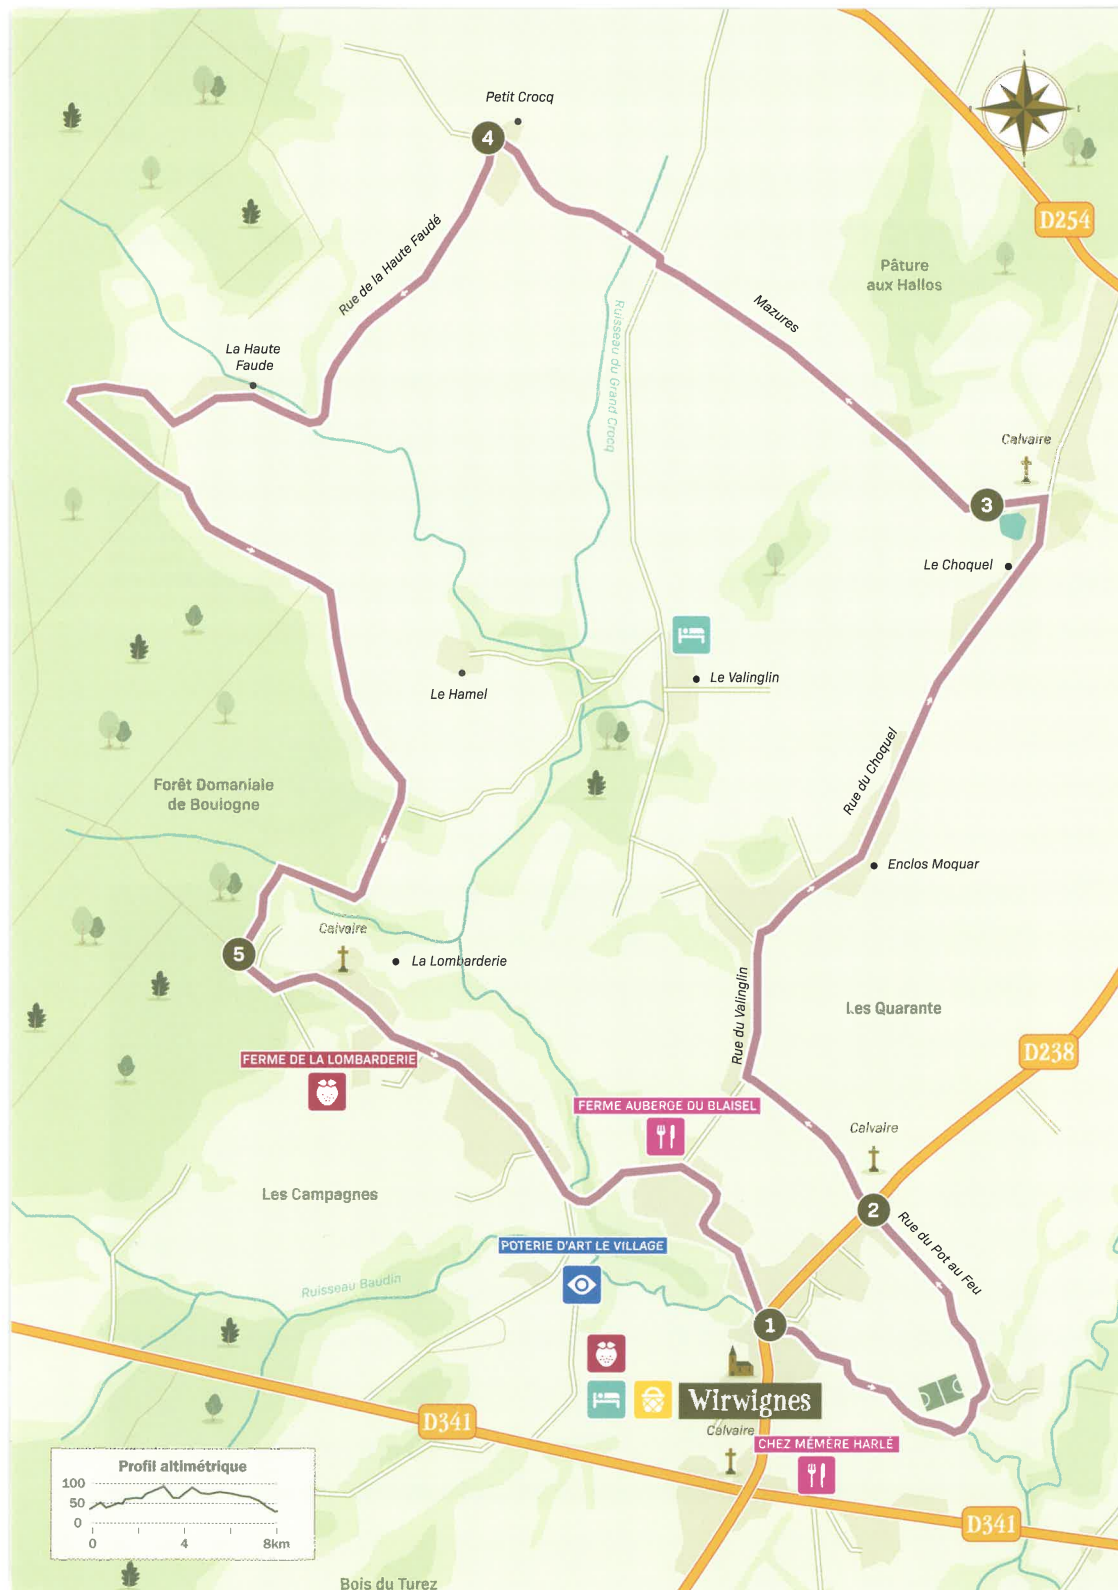 Petit Crocq
4
D254
Rue de la Haute Faudé
Pâture
aux Hallos
Mazures
Ruisseau du Grand Crocq
La Haute
Faude
Calvaire
3
Le Choquel
Le Valinglin
Le Hamel
Rue du Choquel
Forêt Domaniale
de Boulogne
Enclos Moquar
Calvaire
5
La Lombarderie
Rue du Valinglin
Les Quarante
D238
FERME DE LA LOMBARDERIE
FERME AUBERGE DU BLAISEL
Calvaire
Les Campagnes
2
Rue du Pot au Feu
POTERIE D'ART LE VILLAGE
Ruisseau Baudin
1
Wirwignes
D341
Calvaire
CHEZ MÉMÈRE HARLÉ
Profil altimétrique
100
50
0
0 4 8km
D341
Bois du Turez